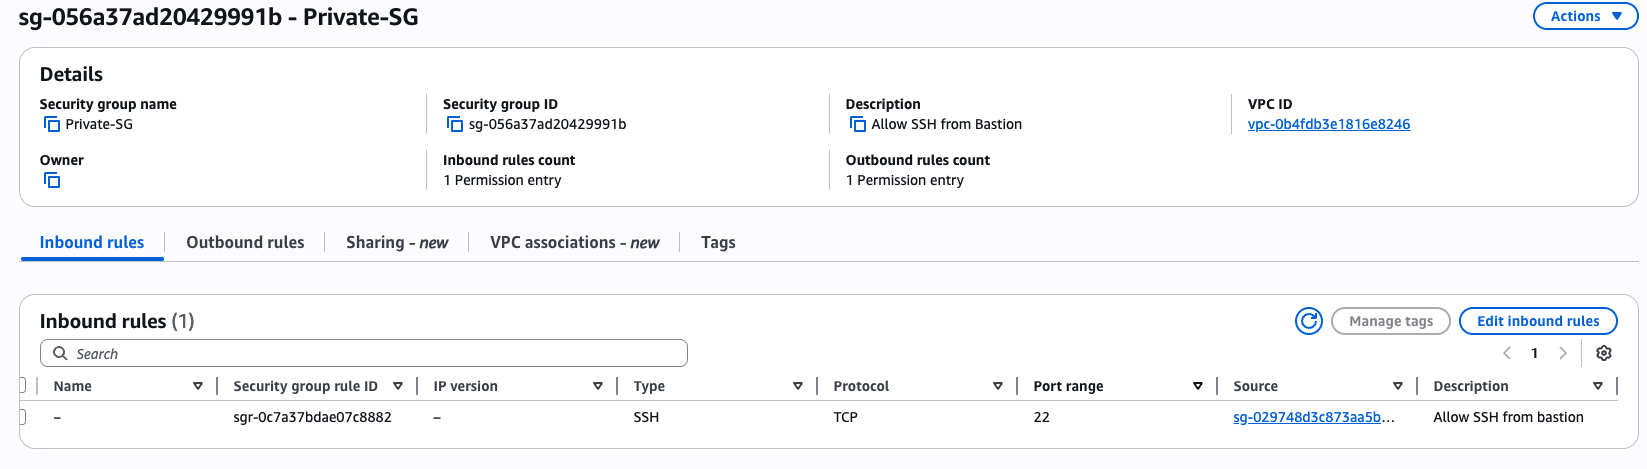 sg-056a37ad20429991b - Private-SG
Actions
Details
Security group name
Security group ID
Description
VPC ID
Private-SG
sg-056a37ad20429991b
Allow SSH from Bastion
vpc-0b4fdb3e1816e8246
Owner
Inbound rules count
Outbound rules count
1 Permission entry
1 Permission entry
Inbound rules
Outbound rules
Sharing - new
VPC associations - new
Tags
Inbound rules (1)
Manage tags
Edit inbound rules
Search
1
Name
Security group rule ID
IP version
Type
Protocol
Port range
Source
Description
–
sgr-0c7a37bdae07c8882
–
SSH
TCP
22
sg-029748d3c873aa5b...
Allow SSH from bastion